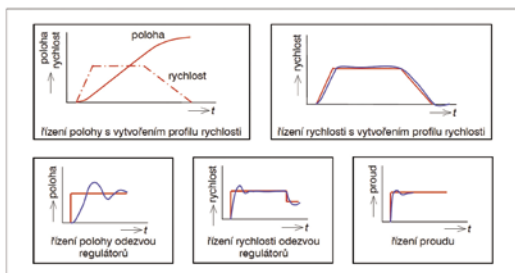 poloha
rychlost
poloha
rychlost
t
řízení polohy s vytvořením profilu rychlosti
rychlost
t
řízení rychlosti s vytvořením profilu rychlosti
poloha
t
řízení polohy odezvou
regulátorů
rychlost
t
řízení rychlosti odezvou
regulátorů
proud
t
řízení proudu